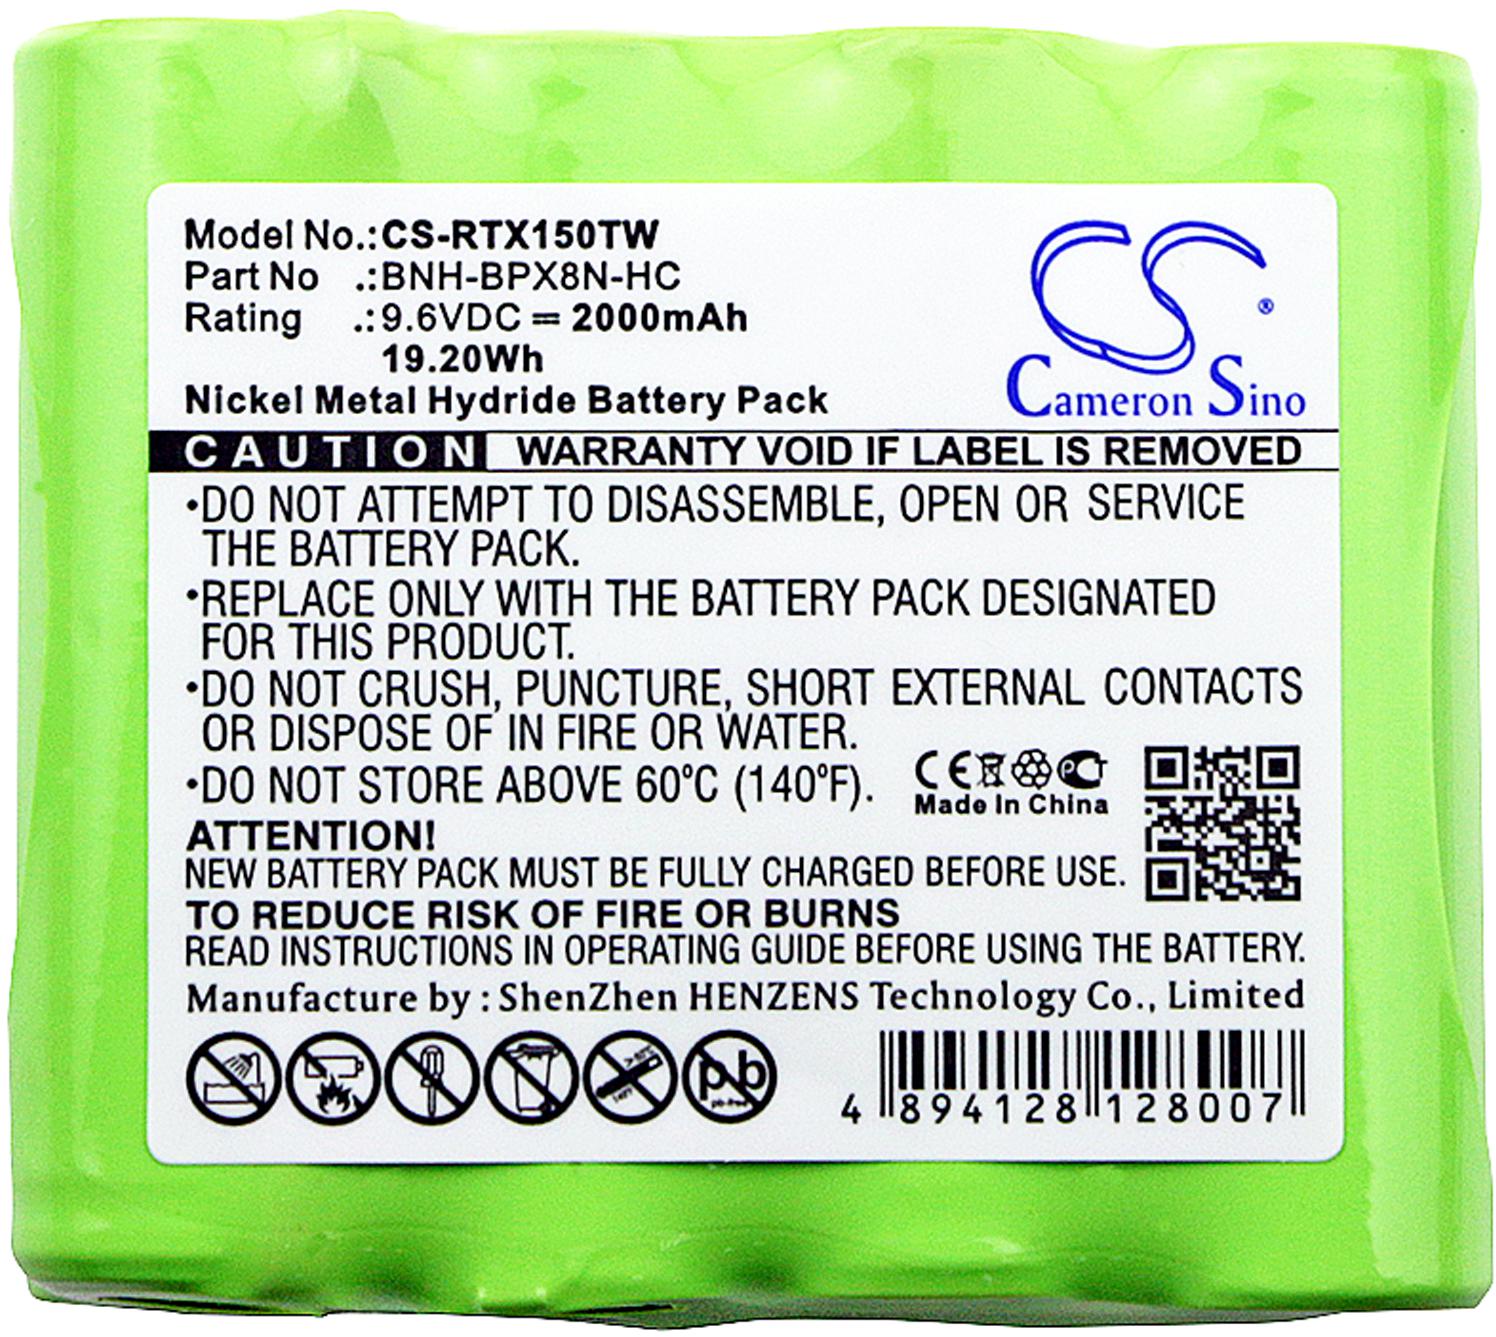 Model No.:CS-RTX150TW
Part No .:BNH-BPX8N-HC
Rating .:9.6VDC ⎓ 2000mAh
19.20Wh
Nickel Metal Hydride Battery Pack
CS®
Cameron Sino
CAUTION WARRANTY VOID IF LABEL IS REMOVED
•DO NOT ATTEMPT TO DISASSEMBLE, OPEN OR SERVICE
THE BATTERY PACK.
•REPLACE ONLY WITH THE BATTERY PACK DESIGNATED
FOR THIS PRODUCT.
•DO NOT CRUSH, PUNCTURE, SHORT EXTERNAL CONTACTS
OR DISPOSE OF IN FIRE OR WATER.
•DO NOT STORE ABOVE 60°C (140°F).
CE PCT
Made In China
ATTENTION!
NEW BATTERY PACK MUST BE FULLY CHARGED BEFORE USE.
TO REDUCE RISK OF FIRE OR BURNS
READ INSTRUCTIONS IN OPERATING GUIDE BEFORE USING THE BATTERY.
Manufacture by : ShenZhen HENZENS Technology Co., Limited
pb
pb-free
4 894128 128007